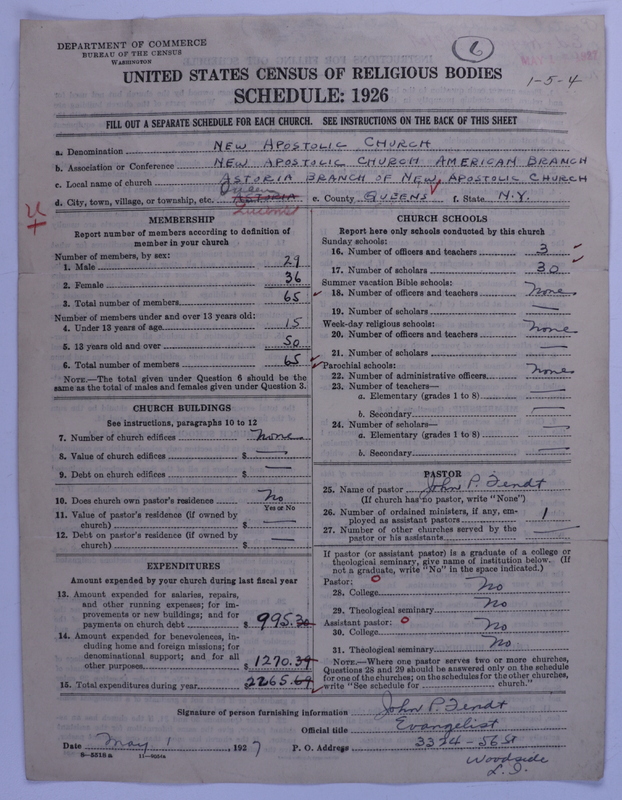 DEPARTMENT OF COMMERCE
BUREAU OF THE CENSUS
WASHINGTON
6
UNITED STATES CENSUS OF RELIGIOUS BODIES
1-5-4
SCHEDULE: 1926
FILL OUT A SEPARATE SCHEDULE FOR EACH CHURCH. SEE INSTRUCTIONS ON THE BACK OF THIS SHEET
a. Denomination NEW APOSTOLIC CHURCH
b. Association or Conference NEW APOSTOLIC CHURCH AMERICAN BRANCH
c. Local name of church ASTORIA BRANCH OF NEW APOSTOLIC CHURCH
d. City, town, village, or township, etc. ASTORIA Queens e. County QUEENS f. State N.Y.
MEMBERSHIP
Report number of members according to definition of member in your church
Number of members, by sex:
1. Male 29
2. Female 36
3. Total number of members 65
Number of members under and over 13 years old:
4. Under 13 years of age 15
5. 13 years old and over 50
6. Total number of members 65
NOTE.—The total given under Question 6 should be the
same as the total of males and females given under Question 3.
CHURCH BUILDINGS
See instructions, paragraphs 10 to 12
7. Number of church edifices none
8. Value of church edifices $ —
9. Debt on church edifices $ —
10. Does church own pastor's residence No
Yes or No
11. Value of pastor's residence (if owned by
church) $ —
12. Debt on pastor's residence (if owned by
church) $ —
EXPENDITURES
Amount expended by your church during last fiscal year
13. Amount expended for salaries, repairs,
and other running expenses; for im-
provements or new buildings; and for
payments on church debt $ 995.30
14. Amount expended for benevolences, in-
cluding home and foreign missions; for
denominational support; and for all
other purposes $ 1270.39
15. Total expenditures during year $ 2265.69
CHURCH SCHOOLS
Report here only schools conducted by this church
Sunday schools:
16. Number of officers and teachers 3
17. Number of scholars 30
Summer vacation Bible schools:
18. Number of officers and teachers None
19. Number of scholars —
Week-day religious schools:
20. Number of officers and teachers None
21. Number of scholars —
Parochial schools:
22. Number of administrative officers None
23. Number of teachers—
a. Elementary (grades 1 to 8) —
b. Secondary —
24. Number of scholars—
a. Elementary (grades 1 to 8) —
b. Secondary —
PASTOR
25. Name of pastor John P. Fendt
(If church has no pastor, write "None")
26. Number of ordained ministers, if any, em-
ployed as assistant pastors 1
27. Number of other churches served by the
pastor or his assistants —
If pastor (or assistant pastor) is a graduate of a college or
theological seminary, give name of institution below. (If
not a graduate, write "No" in the space indicated.)
Pastor:
28. College No
29. Theological seminary No
Assistant pastor:
30. College No
31. Theological seminary No
NOTE.—Where one pastor serves two or more churches,
Questions 28 and 29 should be answered only on the schedule
for one of the churches; on the schedules for the other churches,
write "See schedule for church."
Signature of person furnishing information John P. Fendt
Official title Evangelist
Date May 1, 1927 P. O. Address 3334-56 St
Woodside
L.I.
8-5518a 11-9054a